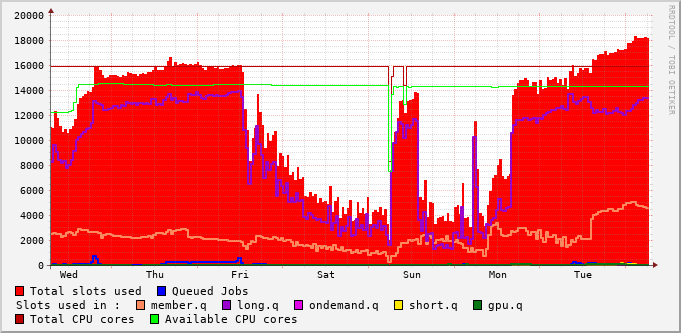 20000
18000
16000
14000
12000
10000
8000
6000
4000
2000
0
Wed Thu Fri Sat Sun Mon Tue
RRDTOOL / TOBI OETIKER
Total slots used Queued Jobs
Slots used in : member.q long.q ondemand.q short.q gpu.q
Total CPU cores Available CPU cores